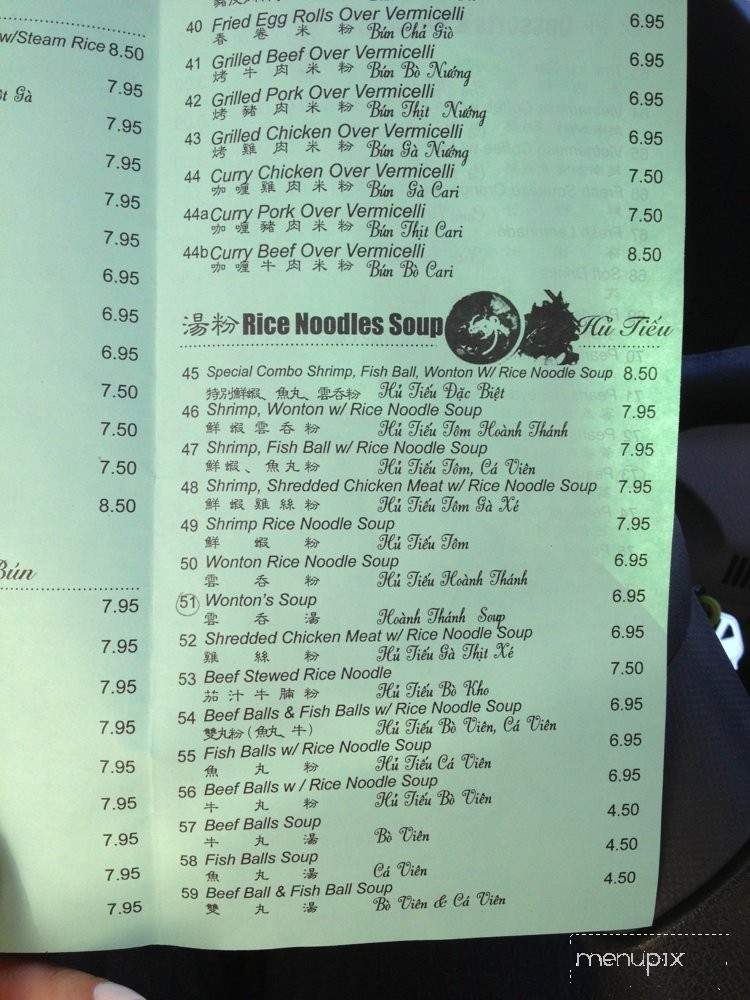 w/Steam Rice 8.50
7.95
t Gà
7.95
7.95
7.95
7.95
6.95
6.95
6.95
7.50
7.50
7.50
8.50
Bún
7.95
7.95
7.95
7.95
7.95
7.95
7.95
7.95
7.95
40 Fried Egg Rolls Over Vermicelli 6.95
春 卷 米 粉 Bún Chả Giò
41 Grilled Beef Over Vermicelli 6.95
烤 牛 肉 米 粉 Bún Bò Nướng
42 Grilled Pork Over Vermicelli 6.95
烤 豬 肉 米 粉 Bún Thịt Nướng
43 Grilled Chicken Over Vermicelli 6.95
烤 雞 肉 米 粉 Bún Gà Nướng
44 Curry Chicken Over Vermicelli 7.50
咖 喱 雞 肉 米 粉 Bún Gà Cari
44a Curry Pork Over Vermicelli 7.50
咖 喱 豬 肉 米 粉 Bún Thịt Cari
44b Curry Beef Over Vermicelli 8.50
咖 喱 牛 肉 米 粉 Bún Bò Cari
湯粉 Rice Noodles Soup Hủ Tiếu
45 Special Combo Shrimp, Fish Ball, Wonton W/ Rice Noodle Soup 8.50
特別鮮蝦、魚丸、雲吞粉 Hủ Tiếu Đặc Biệt
46 Shrimp, Wonton w/ Rice Noodle Soup 7.95
鮮 蝦 雲 吞 粉 Hủ Tiếu Tôm Hoành Thánh
47 Shrimp, Fish Ball w/ Rice Noodle Soup 7.95
鮮 蝦、魚 丸 粉 Hủ Tiếu Tôm, Cá Viên
48 Shrimp, Shredded Chicken Meat w/ Rice Noodle Soup 7.95
鮮 蝦 雞 絲 粉 Hủ Tiếu Tôm Gà Xé
49 Shrimp Rice Noodle Soup 7.95
鮮 蝦 粉 Hủ Tiếu Tôm
50 Wonton Rice Noodle Soup 6.95
雲 吞 粉 Hủ Tiếu Hoành Thánh
51 Wonton's Soup 6.95
雲 吞 湯 Hoành Thánh Soup
52 Shredded Chicken Meat w/ Rice Noodle Soup 6.95
雞 絲 粉 Hủ Tiếu Gà Thịt Xé
53 Beef Stewed Rice Noodle 7.50
茄 汁 牛 腩 粉 Hủ Tiếu Bò Kho
54 Beef Balls & Fish Balls w/ Rice Noodle Soup 6.95
雙丸粉 (魚丸、牛) Hủ Tiếu Bò Viên, Cá Viên
55 Fish Balls w/ Rice Noodle Soup 6.95
魚 丸 粉 Hủ Tiếu Cá Viên
56 Beef Balls w / Rice Noodle Soup 6.95
牛 丸 粉 Hủ Tiếu Bò Viên
57 Beef Balls Soup 4.50
牛 丸 湯 Bò Viên
58 Fish Balls Soup 4.50
魚 丸 湯 Cá Viên
59 Beef Ball & Fish Ball Soup 4.50
雙 丸 湯 Bò Viên & Cá Viên
menupix